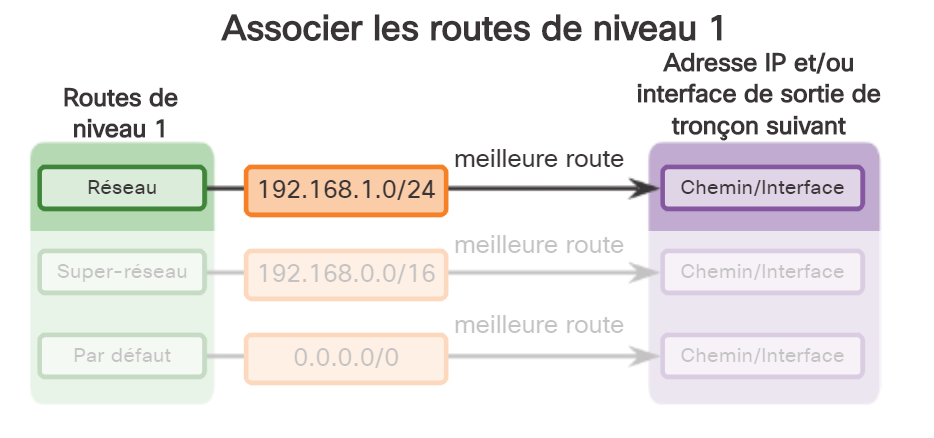 Associer les routes de niveau 1
Routes de
niveau 1
Adresse IP et/ou
interface de sortie de
tronçon suivant
Réseau
192.168.1.0/24
meilleure route
Chemin/Interface
Super-réseau
192.168.0.0/16
meilleure route
Chemin/Interface
Par défaut
0.0.0.0/0
meilleure route
Chemin/Interface